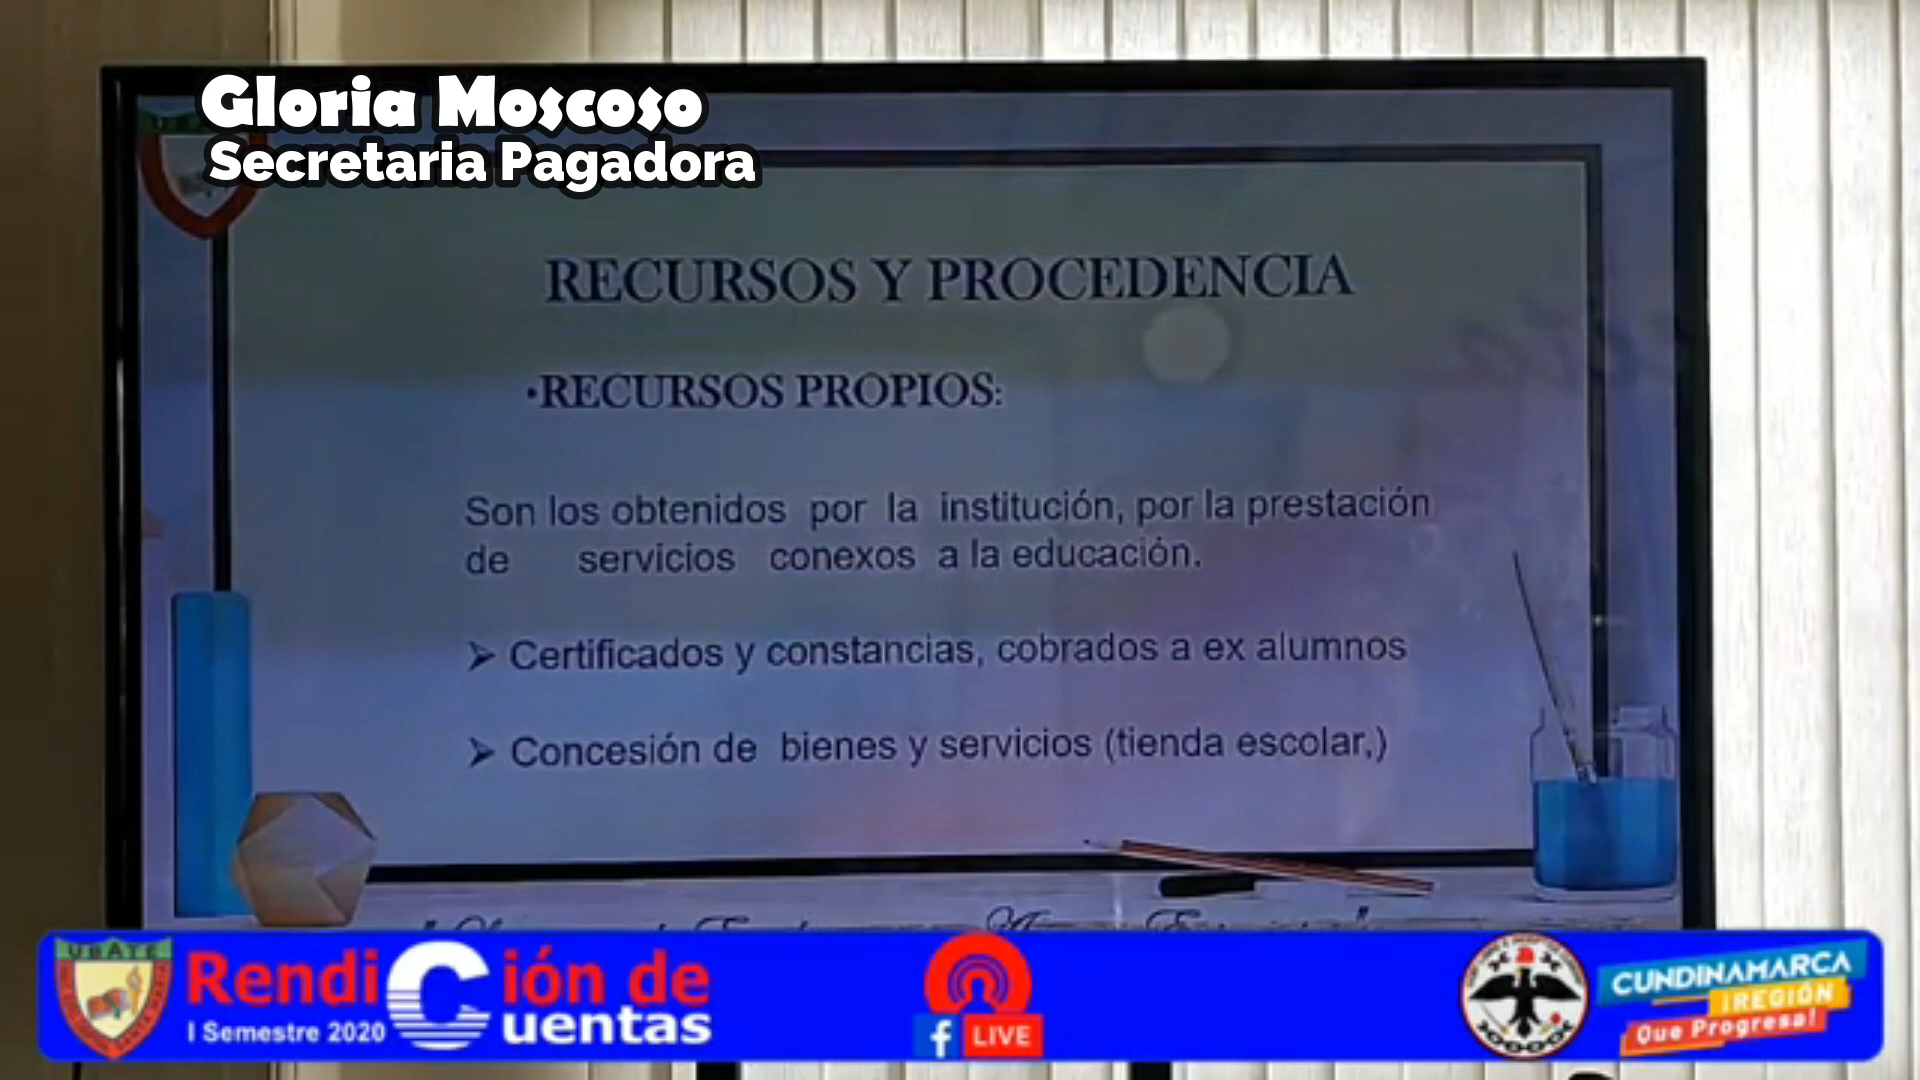 Gloria Moscoso
Secretaria Pagadora
RECURSOS Y PROCEDENCIA
•RECURSOS PROPIOS:
Son los obtenidos por la institución, por la prestación
de servicios conexos a la educación.
➢ Certificados y constancias, cobrados a ex alumnos
➢ Concesión de bienes y servicios (tienda escolar,)
UBATE
Rendición de
Cuentas
I Semestre 2020
f LIVE
CUNDINAMARCA
¡REGIÓN
Que Progresa!